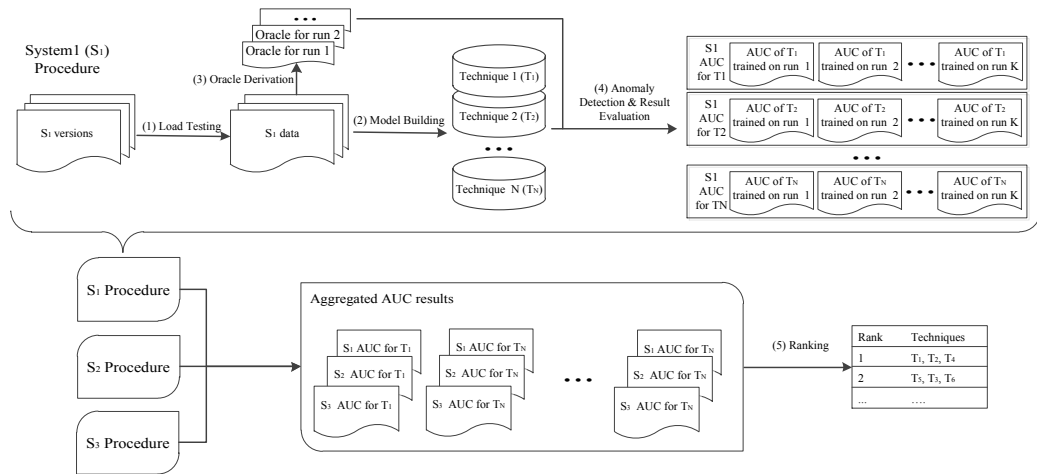 System1 (S1)
Procedure
S1 versions
(1) Load Testing
S1 data
(3) Oracle Derivation
Oracle for run 1
Oracle for run 2
...
(2) Model Building
Technique 1 (T1)
Technique 2 (T2)
...
Technique N (TN)
(4) Anomaly
Detection & Result
Evaluation
S1
AUC
for T1
AUC of T1
trained on run 1
AUC of T1
trained on run 2
...
AUC of T1
trained on run K
S1
AUC
for T2
AUC of T2
trained on run 1
AUC of T2
trained on run 2
...
AUC of T2
trained on run K
...
S1
AUC
for TN
AUC of TN
trained on run 1
AUC of TN
trained on run 2
...
AUC of TN
trained on run K
S1 Procedure
S2 Procedure
S3 Procedure
Aggregated AUC results
S1 AUC for T1
S2 AUC for T1
S3 AUC for T1
S1 AUC for TN
S2 AUC for TN
S3 AUC for TN
...
S1 AUC for TN
S2 AUC for TN
S3 AUC for TN
(5) Ranking
Rank Techniques
1 T1, T2, T4
2 T5, T3, T6
... ....